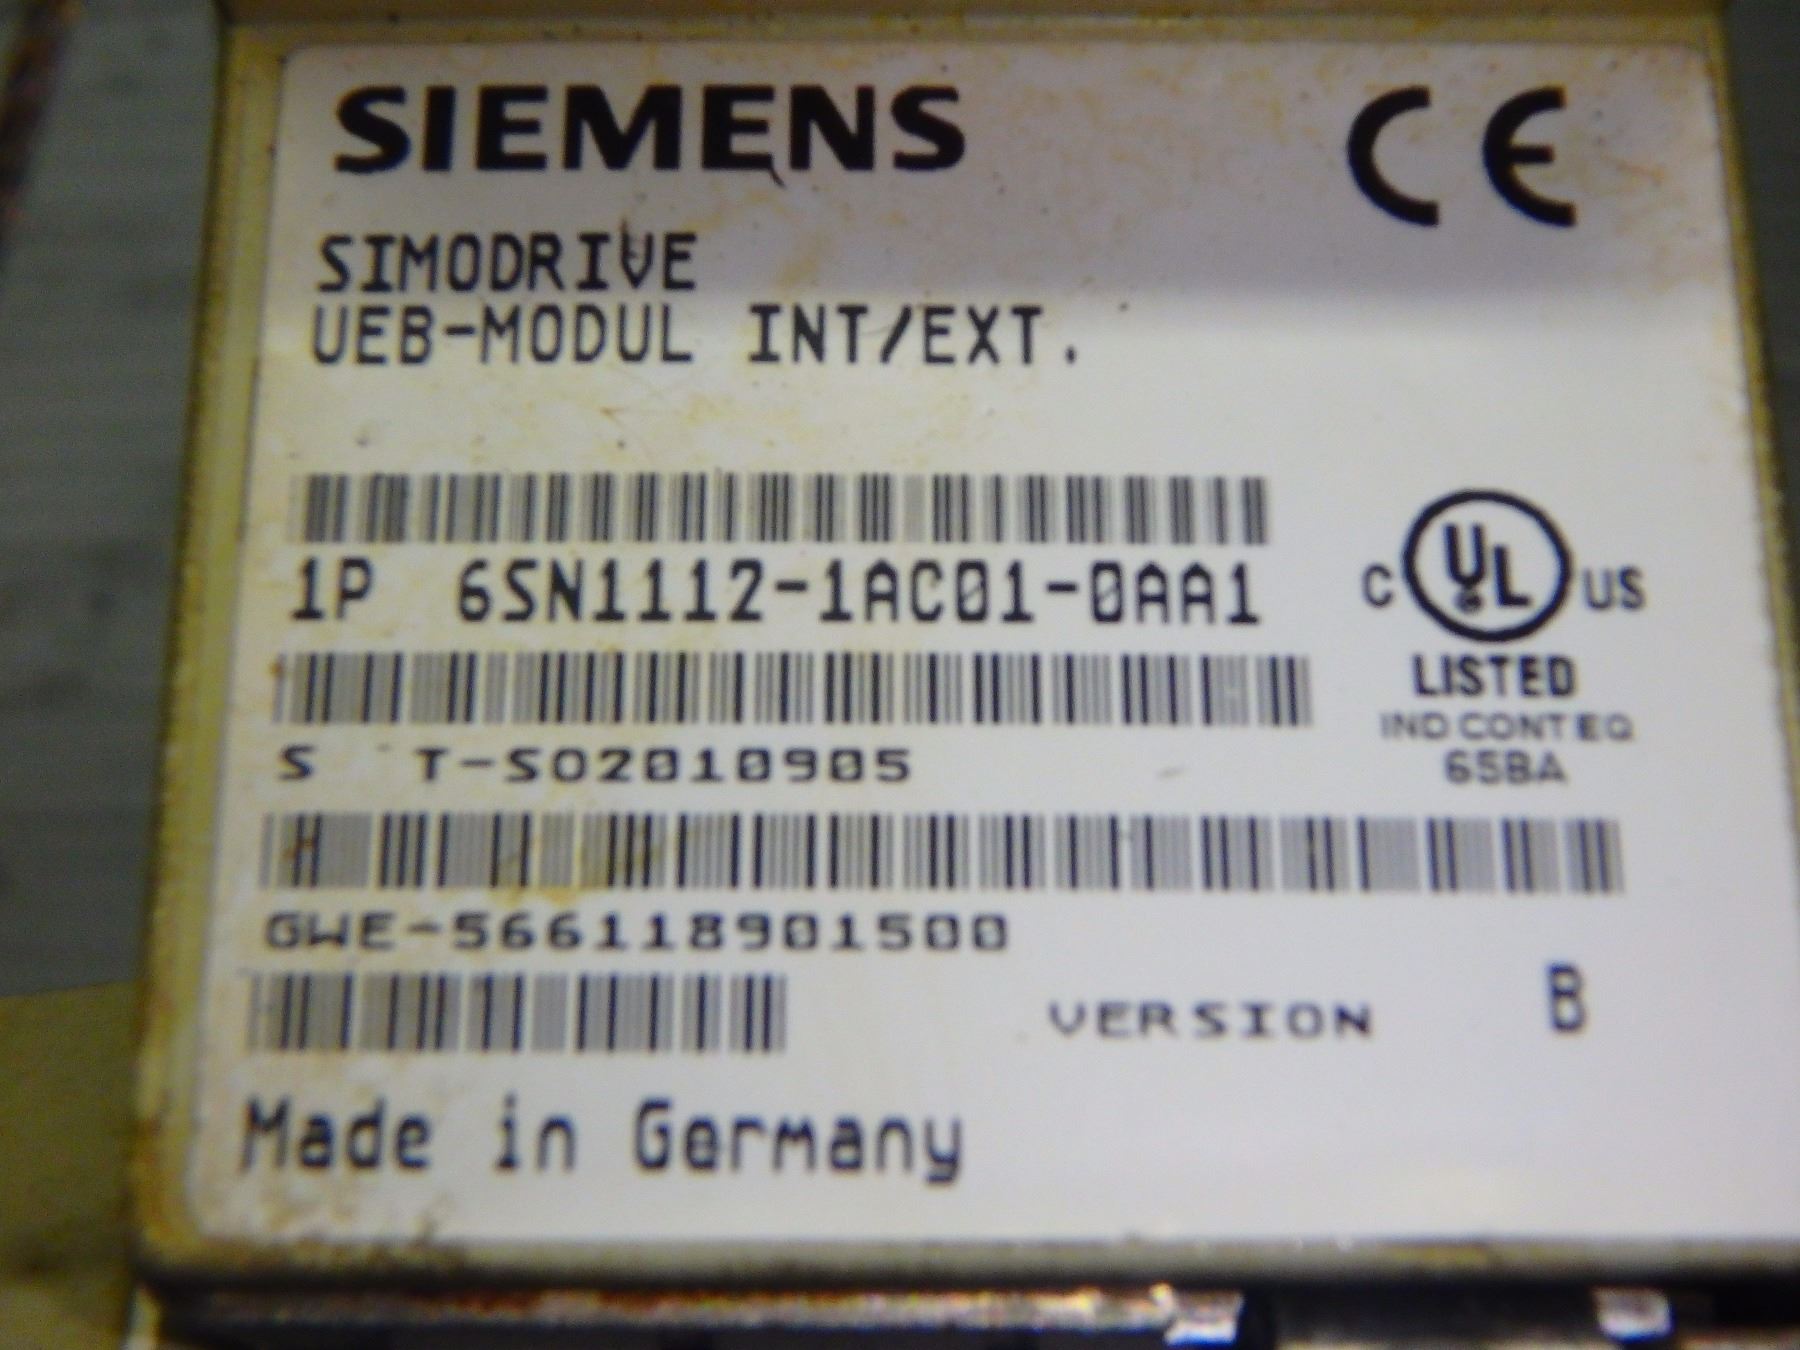 SIEMENS CE
SIMODRIVE
UEB-MODUL INT/EXT.
1P 6SN1112-1AC01-0AA1
C UL US
LISTED
IND CONT EQ
65BA
S T-SO2010905
GWE-566118901500
VERSION B
Made in Germany